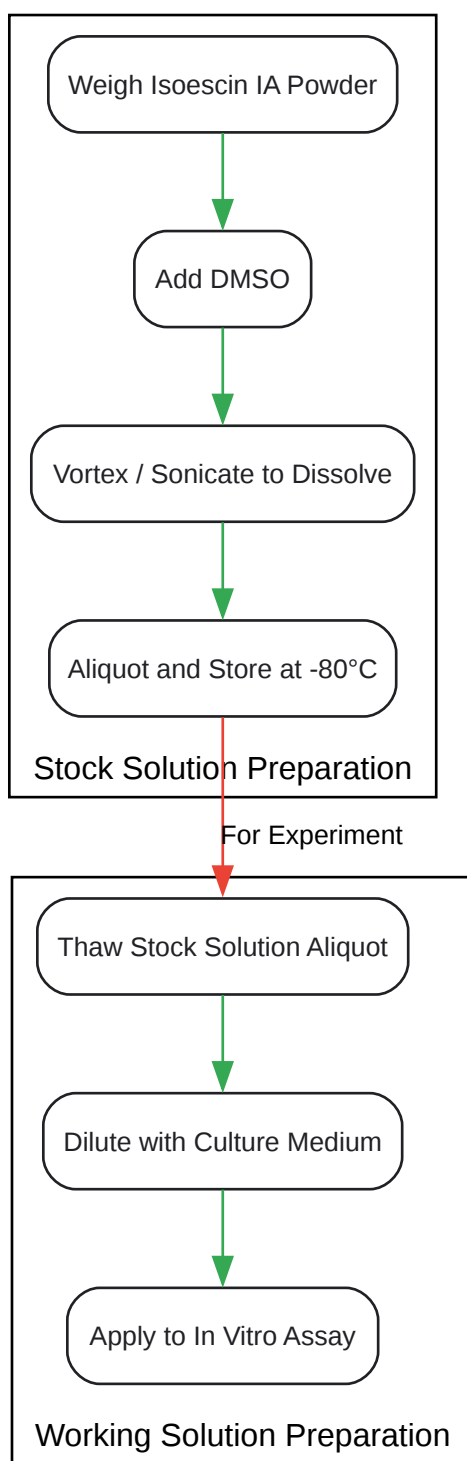 Weigh Isoescin IA Powder
Add DMSO
Vortex / Sonicate to Dissolve
Aliquot and Store at -80°C
Stock Solution Preparation
For Experiment
Thaw Stock Solution Aliquot
Dilute with Culture Medium
Apply to In Vitro Assay
Working Solution Preparation